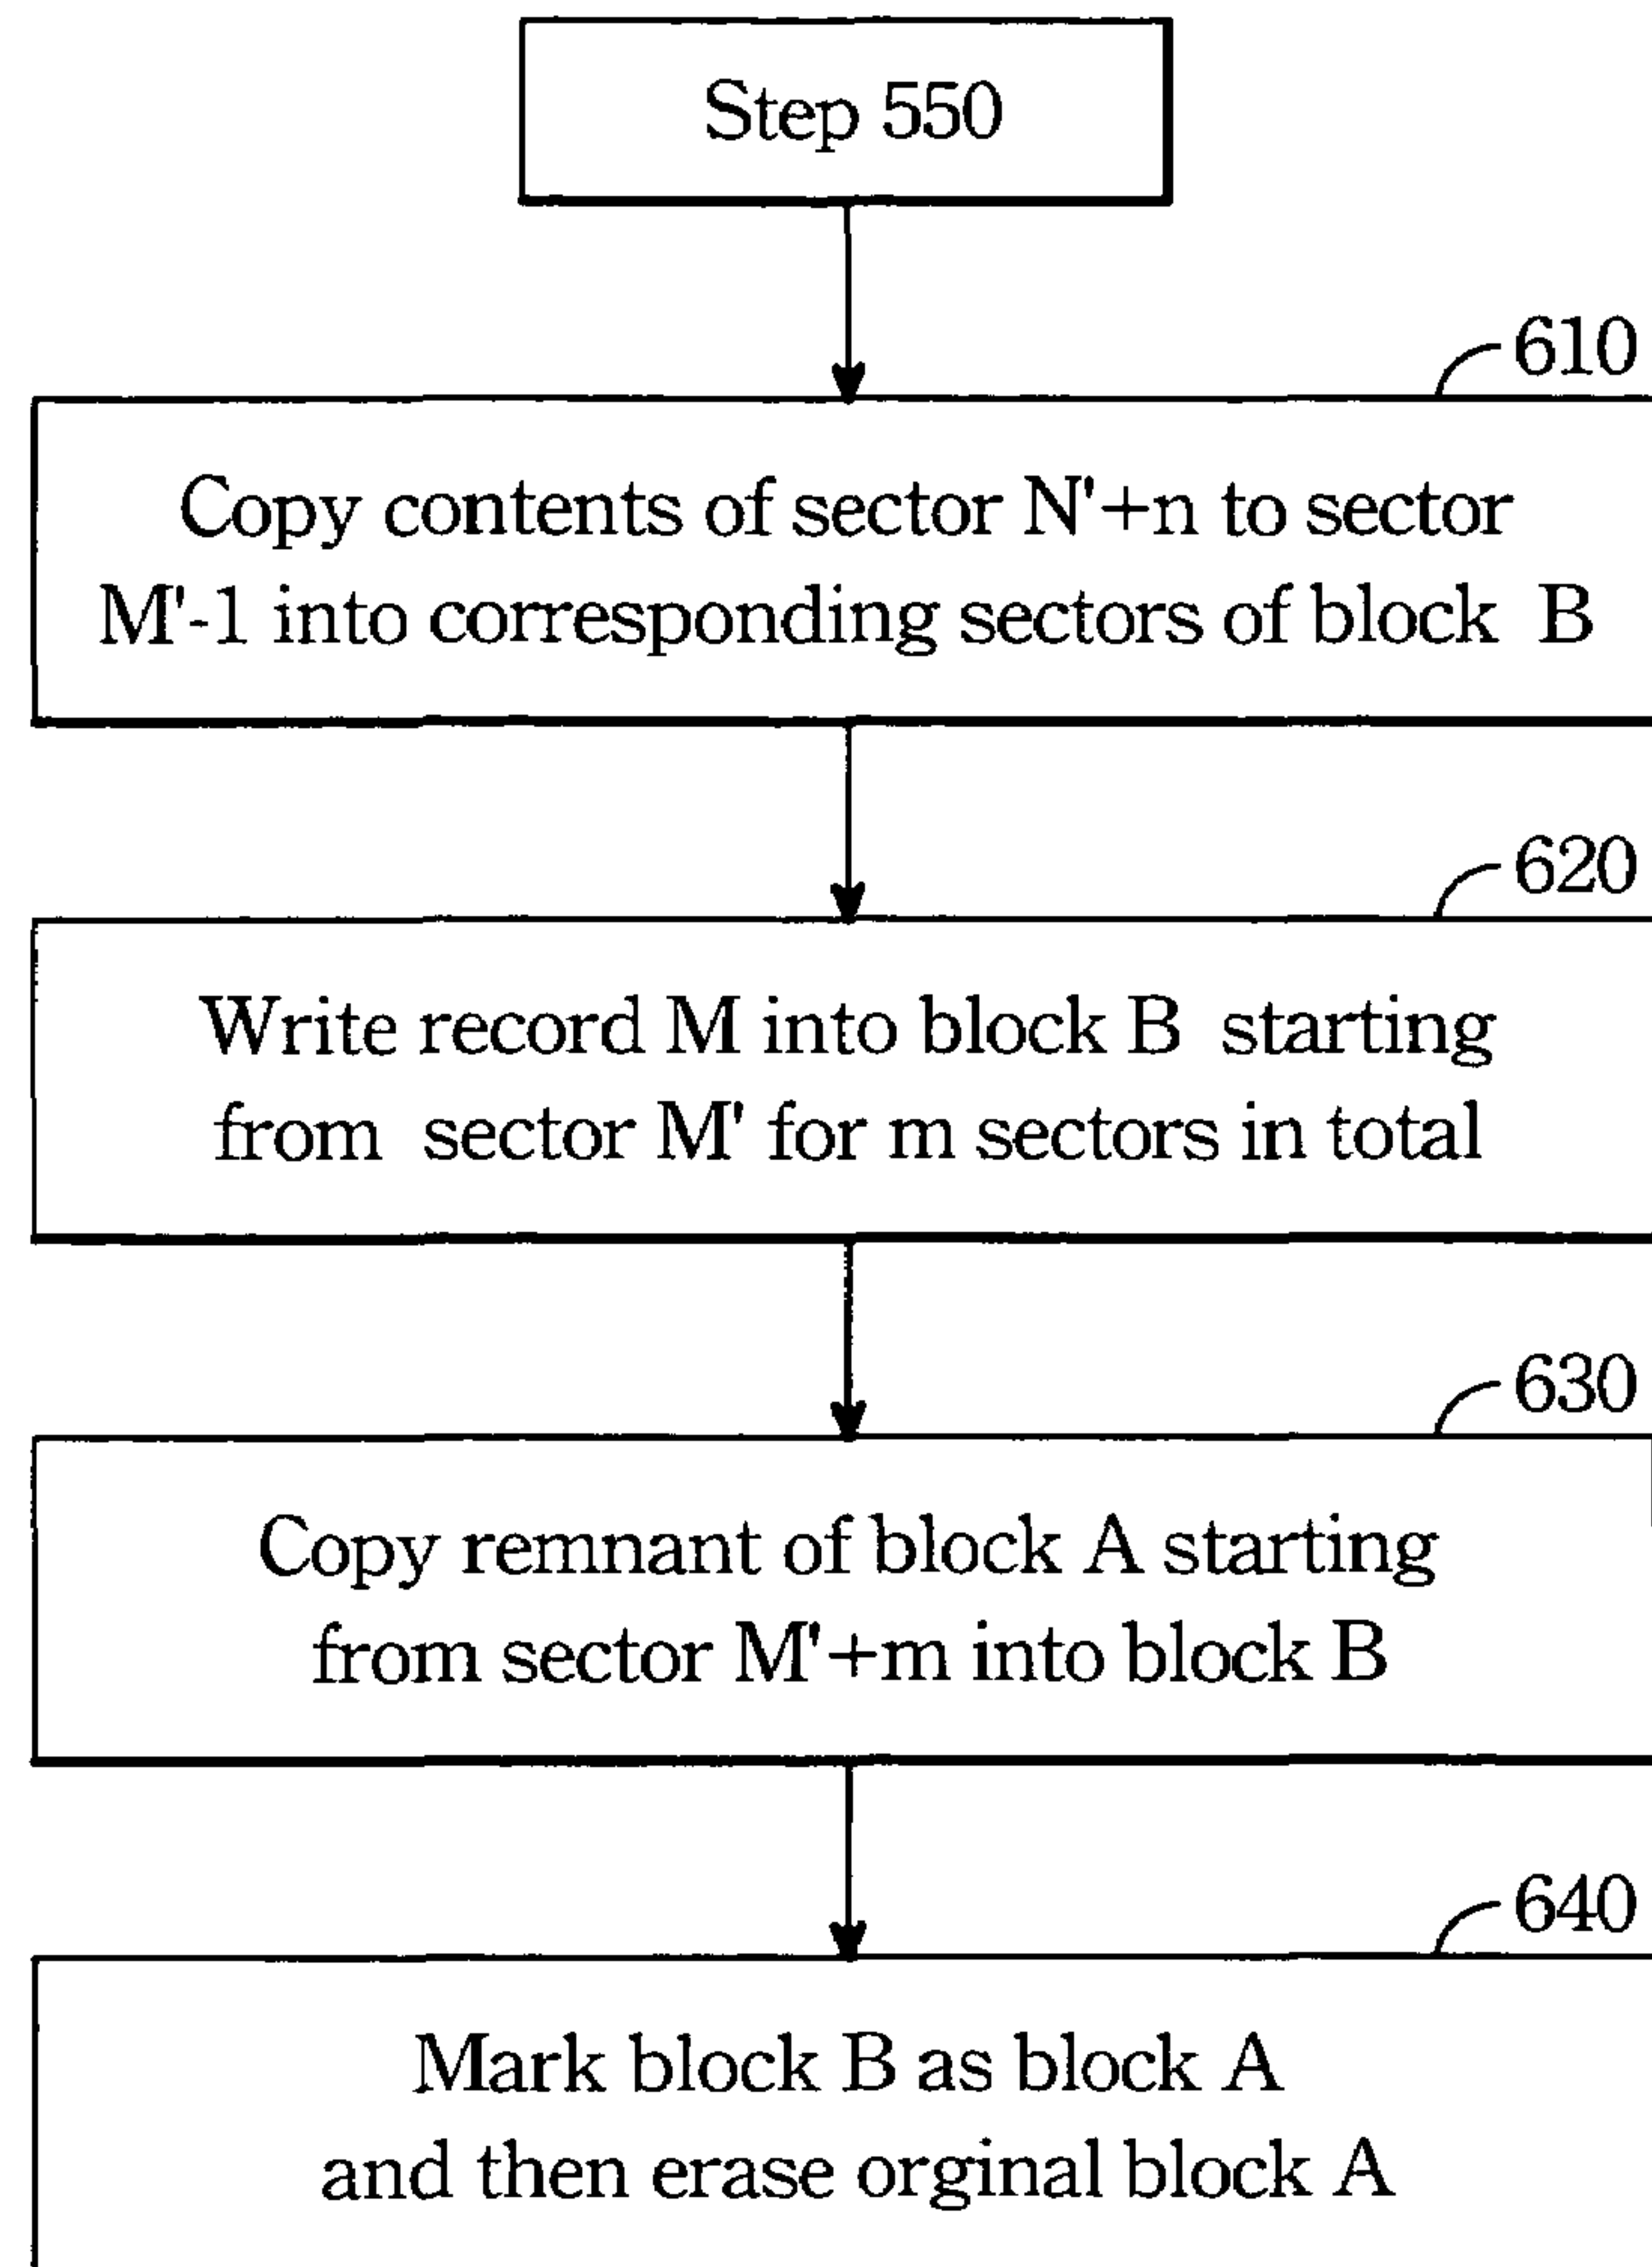 Step 550
610
Copy contents of sector N'+n to sector
M'-1 into corresponding sectors of block B
620
Write record M into block B starting
from sector M' for m sectors in total
630
Copy remnant of block A starting
from sector M'+m into block B
640
Mark block B as block A
and then erase orginal block A